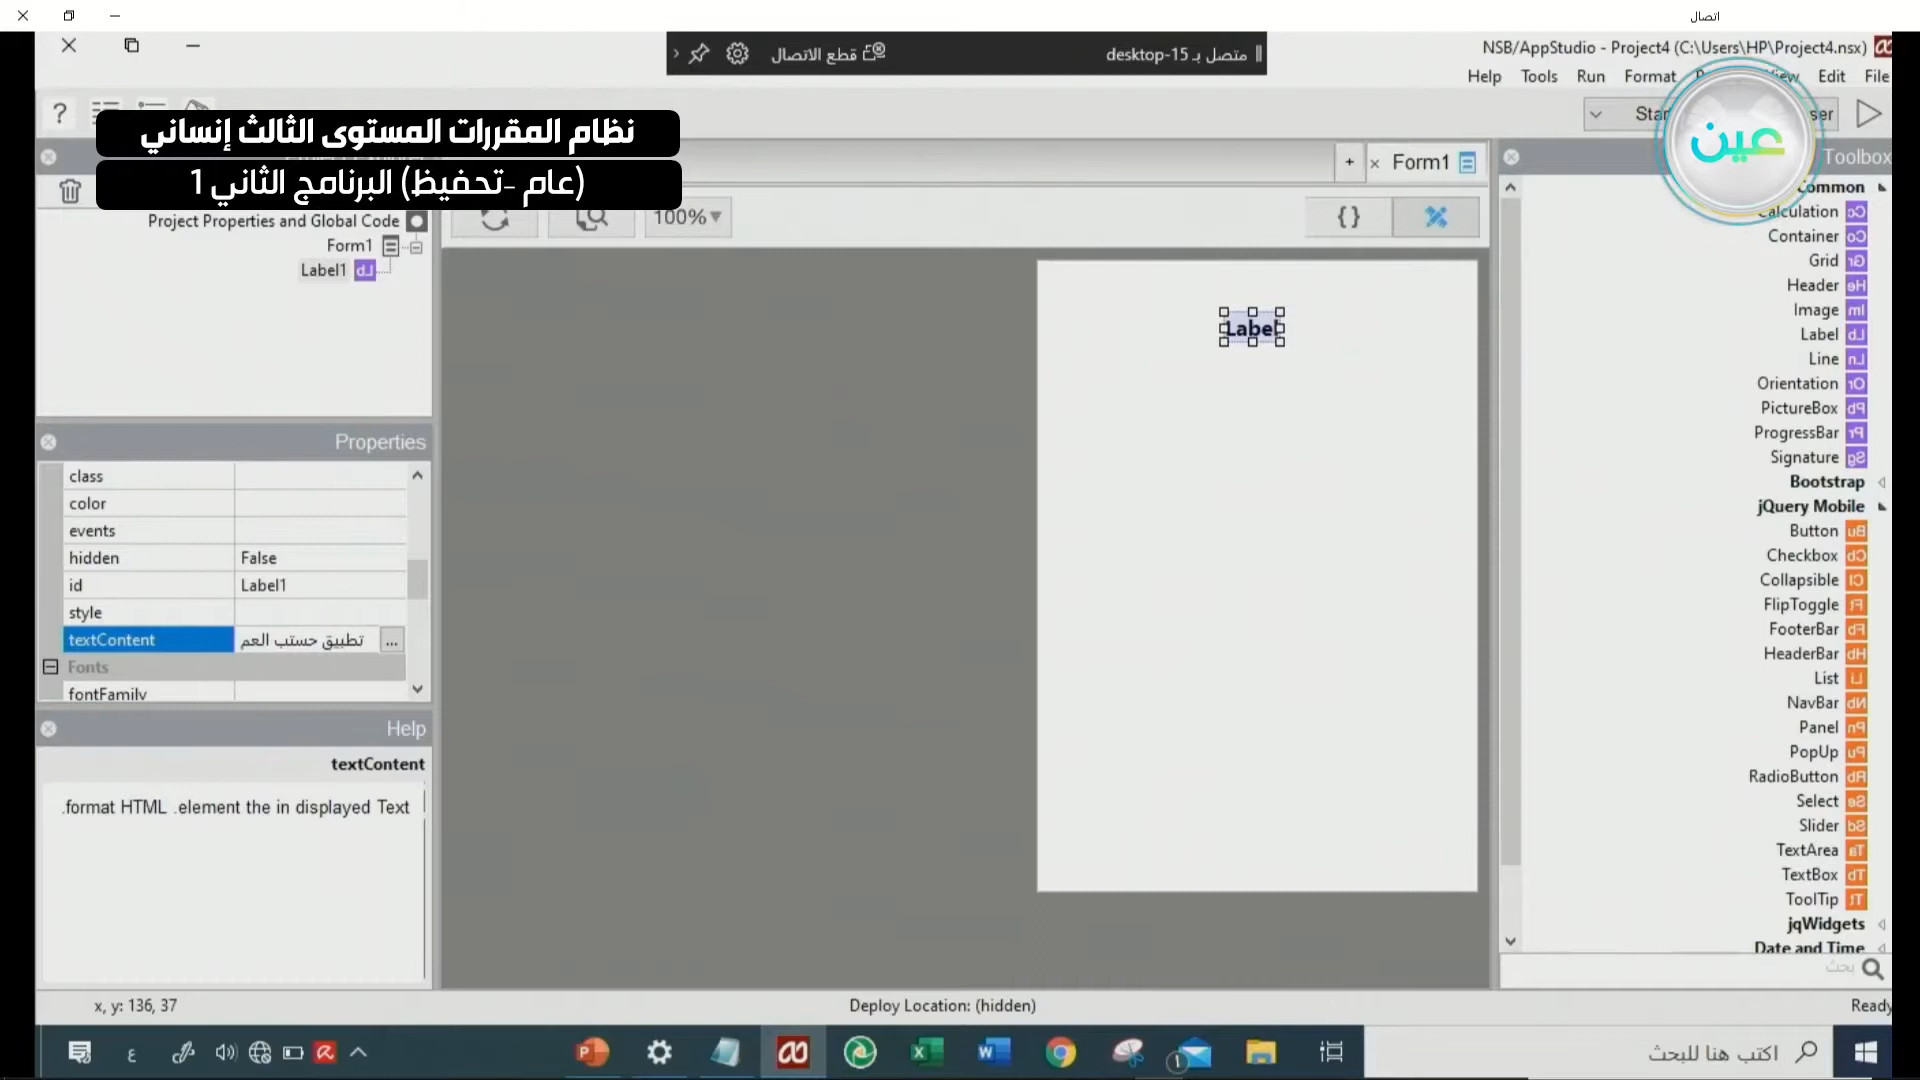 اتصال
NSB/AppStudio - Project4 (C:\Users\HP\Project4.nsx)
متصل بـ desktop-15
قطع الاتصال
File
Edit
View
Format
Run
Tools
Help
نظام المقررات المستوى الثالث إنساني
(عام -تحفيظ) البرنامج الثاني 1
عين
Toolbox
Form1
+
?
100%
{}
Project Properties and Global Code
Form1
Label1
Label
Common
Calculation
Container
Grid
Header
Image
Label
Line
Orientation
PictureBox
ProgressBar
Signature
Bootstrap
jQuery Mobile
Button
Checkbox
Collapsible
FlipToggle
FooterBar
HeaderBar
List
NavBar
Panel
PopUp
RadioButton
Select
Slider
TextArea
TextBox
ToolTip
jqWidgets
Date and Time
بحث
Properties
class
color
events
hidden False
id Label1
style
textContent تطبيق حستب العم ...
Fonts
fontFamily
Help
textContent
.format HTML .element the in displayed Text
x, y: 136, 37
Deploy Location: (hidden)
Ready
اكتب هنا للبحث
ع
1